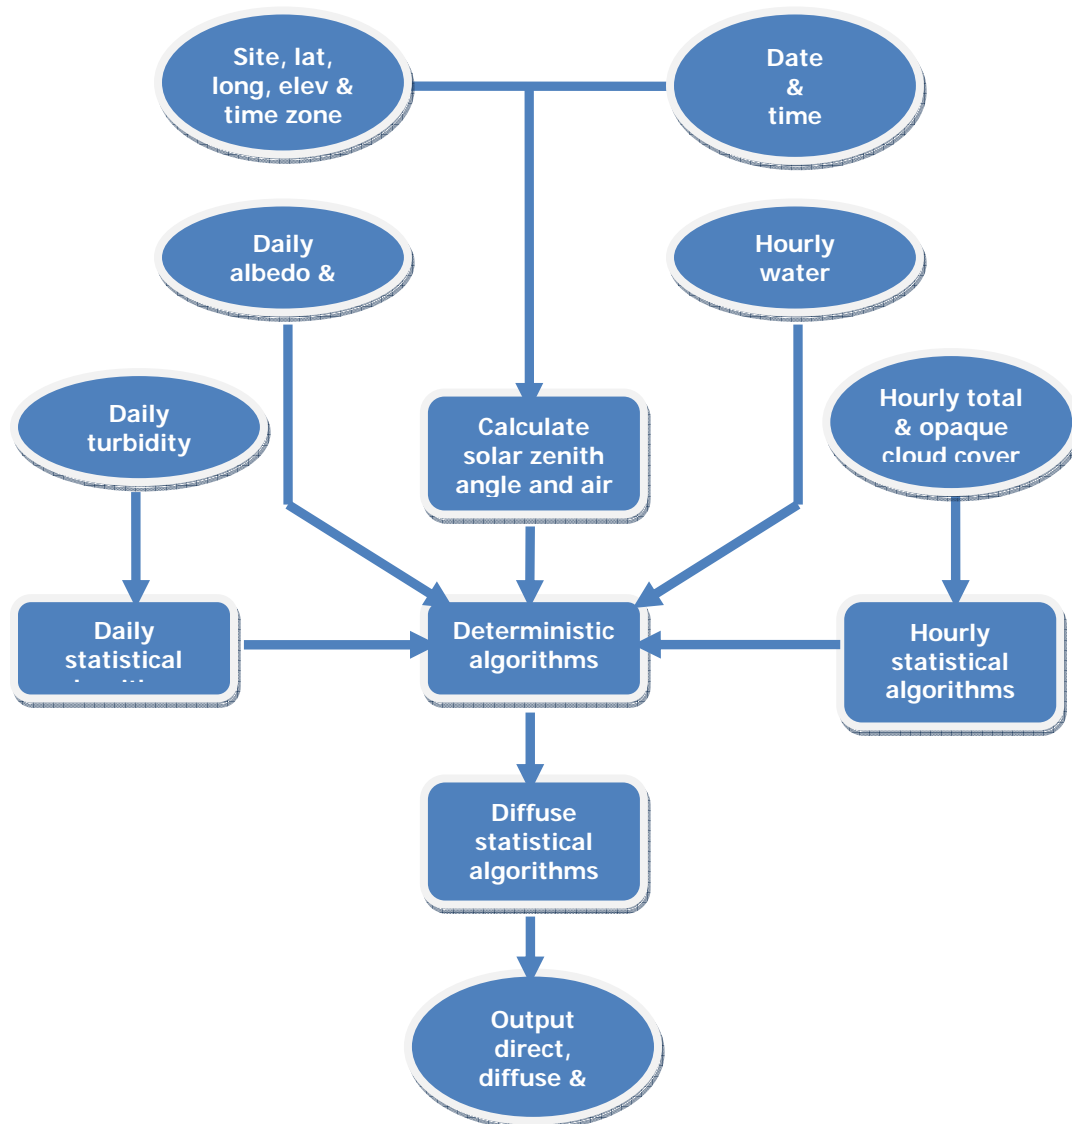 Site, lat,
long, elev &
time zone
Date
&
time
Daily
albedo &
Hourly
water
Daily
turbidity
Calculate
solar zenith
angle and air
Hourly total
& opaque
cloud cover
Daily
statistical
Deterministic
algorithms
Hourly
statistical
algorithms
Diffuse
statistical
algorithms
Output
direct,
diffuse &